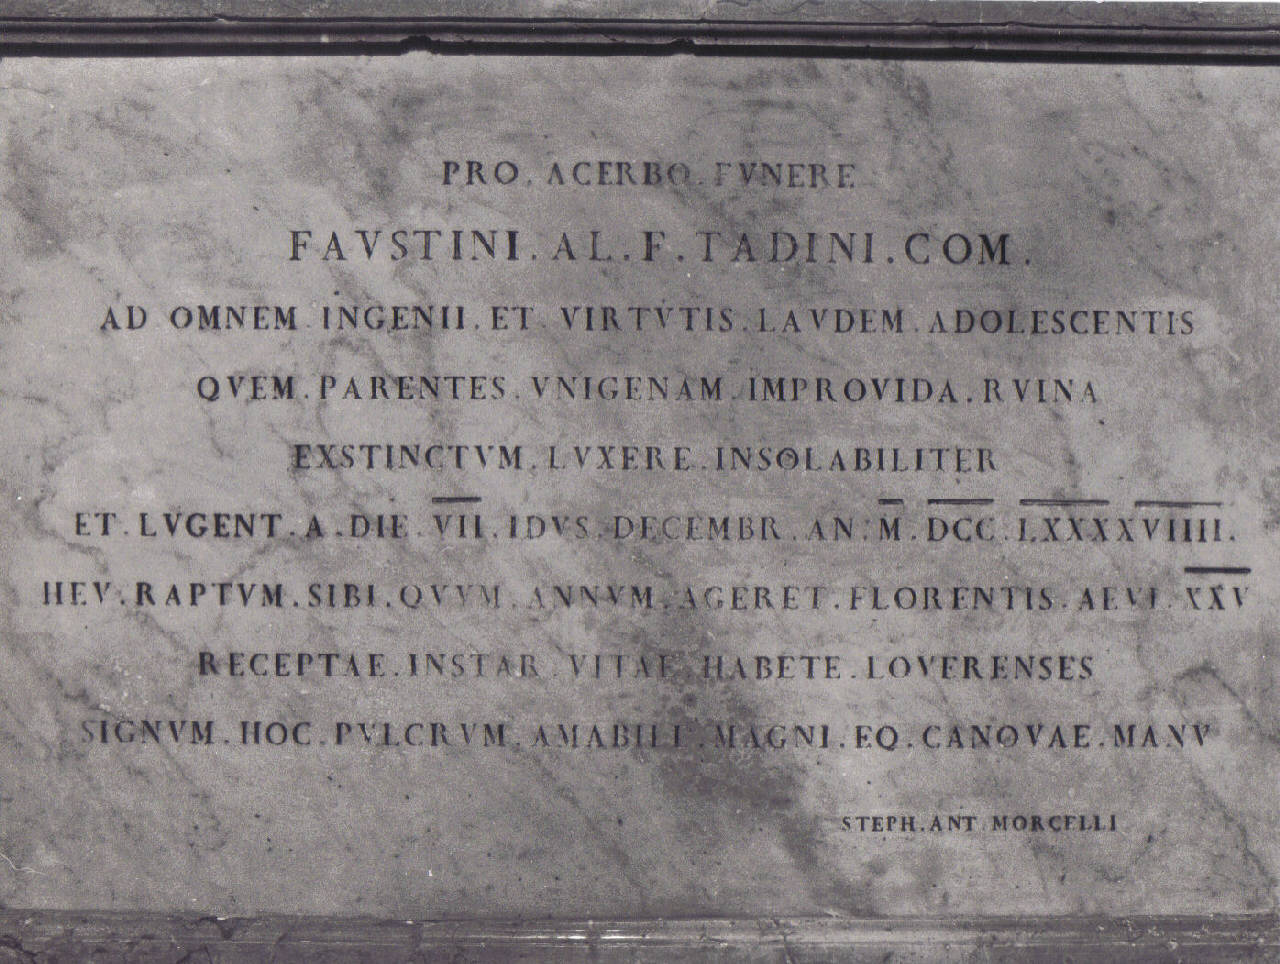 PRO . ACERBO . FVNERE
FAVSTINI . AL . F . TADINI . COM .
AD OMNEM . INGENII . ET . VIRTVTIS . LAVDEM . ADOLESCENTIS
QVEM . PARENTES . VNIGENAM . IMPROVIDA . RVINA
EXSTINCTVM . LVXERE . INSOLABILITER
ET . LVGENT . A . DIE . VII . IDVS . DECEMBR . AN . M . DCC . LXXXXVIIII .
HEV . RAPTVM . SIBI . QVVM . ANNVM . AGERET . FLORENTIS . AEVI . XXV
RECEPTAE . INSTAR . VITAE . HABETE . LOVERENSES
SIGNVM . HOC . PVLCRVM . AMABILI . MAGNI . EQ . CANOVAE . MANV
STEPH . ANT . MORCELLI